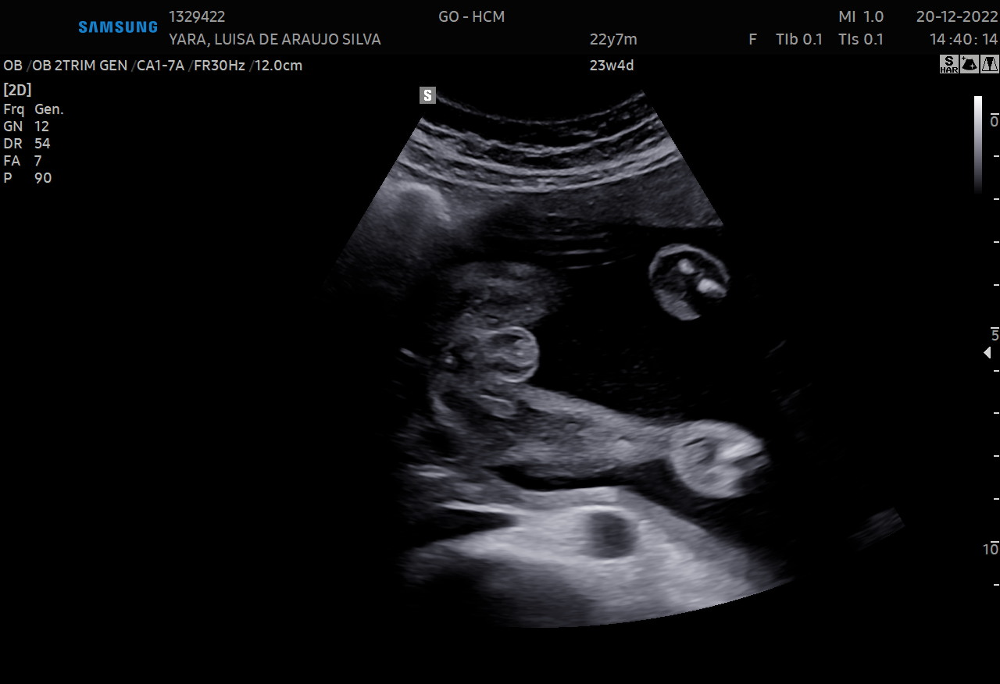 SAMSUNG 1329422 GO - HCM MI 1.0 20-12-2022
YARA, LUISA DE ARAUJO SILVA 22y7m F TIb 0.1 TIs 0.1 14:40:14
OB / OB 2TRIM GEN / CA1-7A / FR30Hz / 12.0cm 23w4d
S HAR
[2D]
S
Frq Gen.
GN 12
DR 54
FA 7
P 90
0
5
10